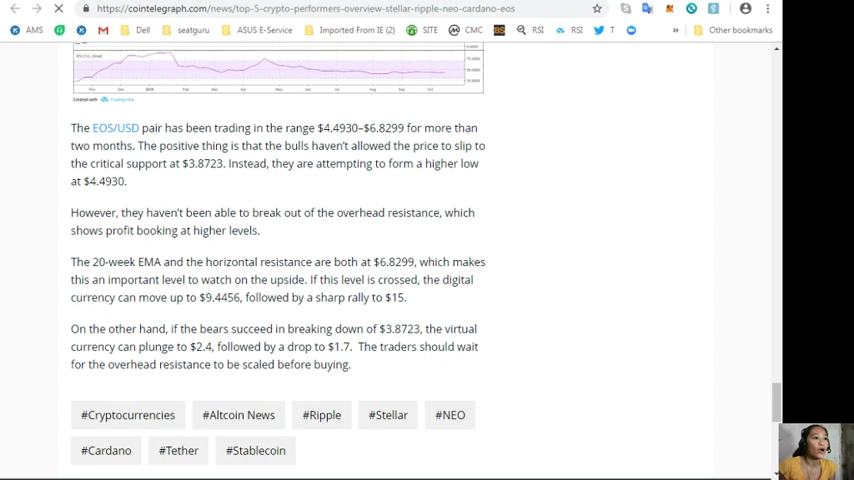 https://cointelegraph.com/news/top-5-crypto-performers-overview-stellar-ripple-neo-cardano-eos
AMS Dell seatguru ASUS E-Service Imported From IE (2) SITE CMC RSI RSI T » Other bookmarks
Created with TradingView
The EOS/USD pair has been trading in the range $4.4930–$6.8299 for more than
two months. The positive thing is that the bulls haven't allowed the price to slip to
the critical support at $3.8723. Instead, they are attempting to form a higher low
at $4.4930.
However, they haven't been able to break out of the overhead resistance, which
shows profit booking at higher levels.
The 20-week EMA and the horizontal resistance are both at $6.8299, which makes
this an important level to watch on the upside. If this level is crossed, the digital
currency can move up to $9.4456, followed by a sharp rally to $15.
On the other hand, if the bears succeed in breaking down of $3.8723, the virtual
currency can plunge to $2.4, followed by a drop to $1.7. The traders should wait
for the overhead resistance to be scaled before buying.
#Cryptocurrencies #Altcoin News #Ripple #Stellar #NEO
#Cardano #Tether #Stablecoin